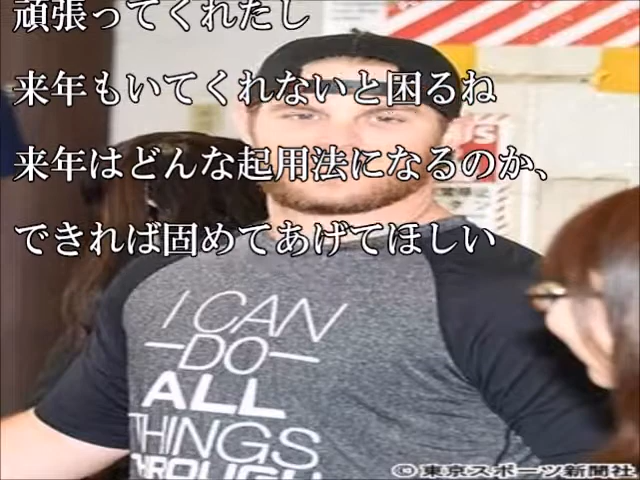 頑張ってくれたし
来年もいてくれないと困るね
来年はどんな起用法になるのか、
できれば固めてあげてほしい
I CAN
DO
ALL
THINGS
THROUGH
©東京スポーツ新聞社